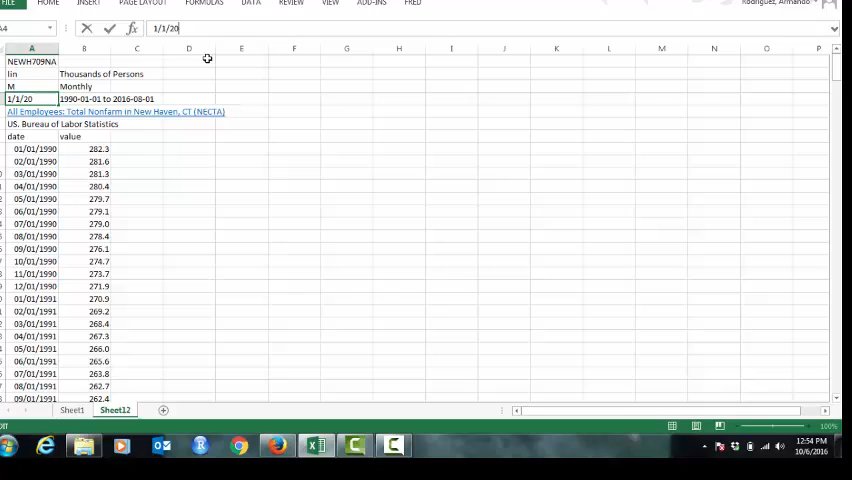 FILE HOME INSERT PAGE LAYOUT FORMULAS DATA REVIEW VIEW ADD-INS FRED Rodriguez, Armando
A4 1/1/20
A B C D E F G H I J K L M N O P
NEWH709NA
lin Thousands of Persons
M Monthly
1/1/20 1990-01-01 to 2016-08-01
All Employees: Total Nonfarm in New Haven, CT (NECTA)
US. Bureau of Labor Statistics
date value
01/01/1990 282.3
02/01/1990 281.6
03/01/1990 281.3
04/01/1990 280.4
05/01/1990 279.7
06/01/1990 279.1
07/01/1990 279.0
08/01/1990 278.4
09/01/1990 276.1
10/01/1990 274.7
11/01/1990 273.7
12/01/1990 271.9
01/01/1991 270.9
02/01/1991 269.2
03/01/1991 268.4
04/01/1991 267.3
05/01/1991 266.0
06/01/1991 265.6
07/01/1991 263.8
08/01/1991 262.7
09/01/1991 262.4
Sheet1 Sheet12
100%
12:54 PM
10/6/2016